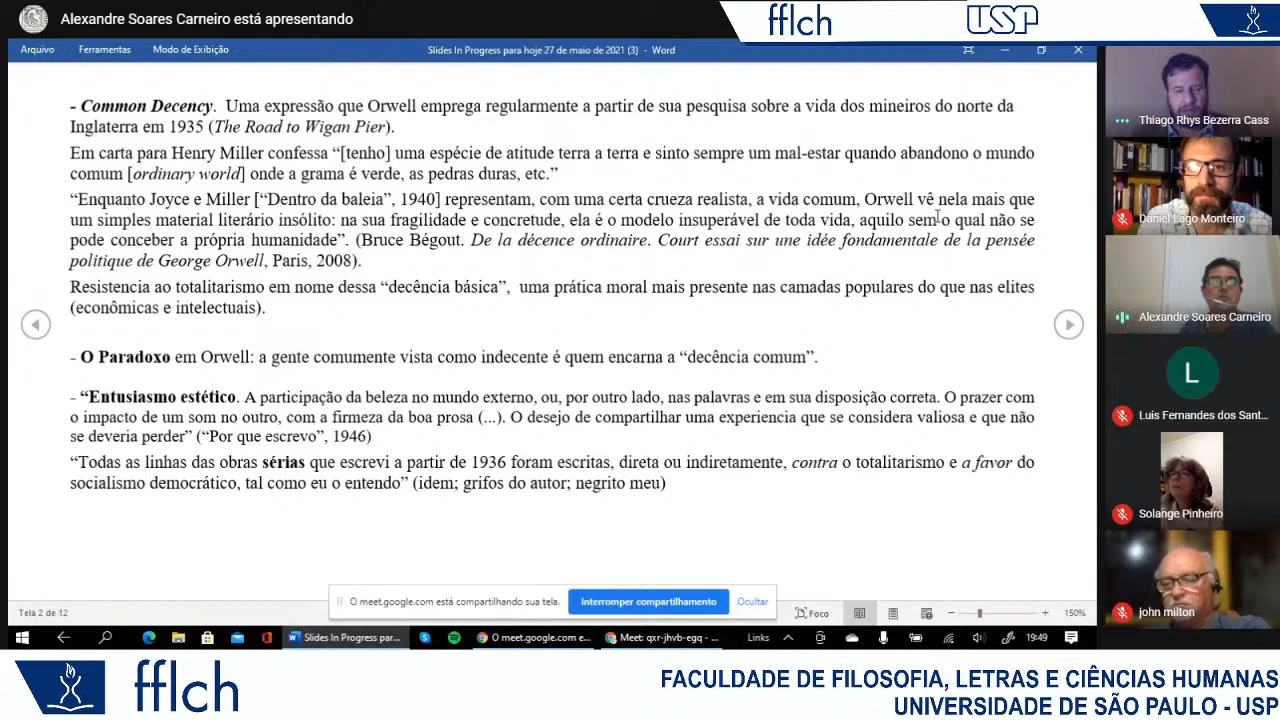 Alexandre Soares Carneiro está apresentando
fflch
USP
Arquivo Ferramentas Modo de Exibição Slides In Progress para hoje 27 de maio de 2021 (3) - Word
- Common Decency. Uma expressão que Orwell emprega regularmente a partir de sua pesquisa sobre a vida dos mineiros do norte da
Inglaterra em 1935 (The Road to Wigan Pier).
Em carta para Henry Miller confessa “[tenho] uma espécie de atitude terra a terra e sinto sempre um mal-estar quando abandono o mundo
comum [ordinary world] onde a grama é verde, as pedras duras, etc.”
“Enquanto Joyce e Miller [“Dentro da baleia”, 1940] representam, com uma certa crueza realista, a vida comum, Orwell vê nela mais que
um simples material literário insólito: na sua fragilidade e concretude, ela é o modelo insuperável de toda vida, aquilo sem o qual não se
pode conceber a própria humanidade”. (Bruce Bégout. De la décence ordinaire. Court essai sur une idée fondamentale de la pensée
politique de George Orwell, Paris, 2008).
Resistencia ao totalitarismo em nome dessa “decência básica”, uma prática moral mais presente nas camadas populares do que nas elites
(econômicas e intelectuais).
- O Paradoxo em Orwell: a gente comumente vista como indecente é quem encarna a “decência comum”.
- “Entusiasmo estético. A participação da beleza no mundo externo, ou, por outro lado, nas palavras e em sua disposição correta. O prazer com
o impacto de um som no outro, com a firmeza da boa prosa (...). O desejo de compartilhar uma experiencia que se considera valiosa e que não
se deveria perder” (“Por que escrevo”, 1946)
“Todas as linhas das obras sérias que escrevi a partir de 1936 foram escritas, direta ou indiretamente, contra o totalitarismo e a favor do
socialismo democrático, tal como eu o entendo” (idem; grifos do autor; negrito meu)
Thiago Rhys Bezerra Cass
Daniel Lago Monteiro
Alexandre Soares Carneiro
L
Luis Fernandes dos Sant...
Solange Pinheiro
john milton
O meet.google.com está compartilhando sua tela. Interromper compartilhamento Ocultar
Tela 2 de 12 Foco 150%
Slides In Progress par... O meet.google.com e... Meet: qxr-jhvb-egq - ... Links 19:49
fflch
FACULDADE DE FILOSOFIA, LETRAS E CIÊNCIAS HUMANAS
UNIVERSIDADE DE SÃO PAULO - USP